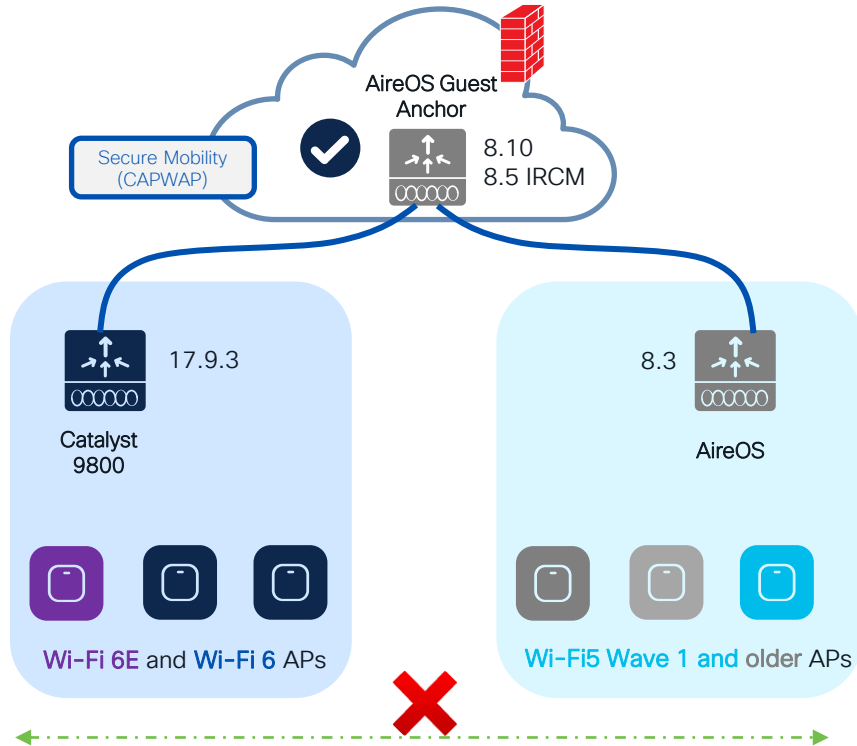 AireOS Guest
Anchor
Secure Mobility
(CAPWAP)
8.10
8.5 IRCM
17.9.3
8.3
Catalyst
9800
AireOS
Wi-Fi 6E and Wi-Fi 6 APs
Wi-Fi5 Wave 1 and older APs